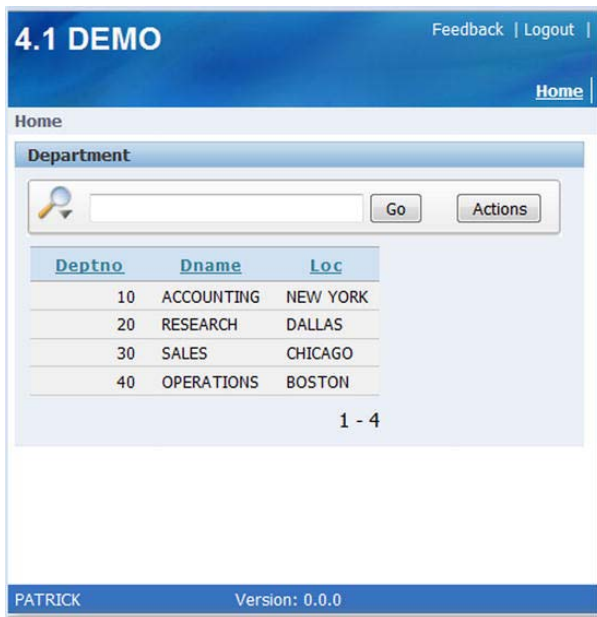 4.1 DEMO
Feedback | Logout |
Home
Home
Department
Go Actions
Deptno Dname Loc
10 ACCOUNTING NEW YORK
20 RESEARCH DALLAS
30 SALES CHICAGO
40 OPERATIONS BOSTON
1 - 4
PATRICK Version: 0.0.0